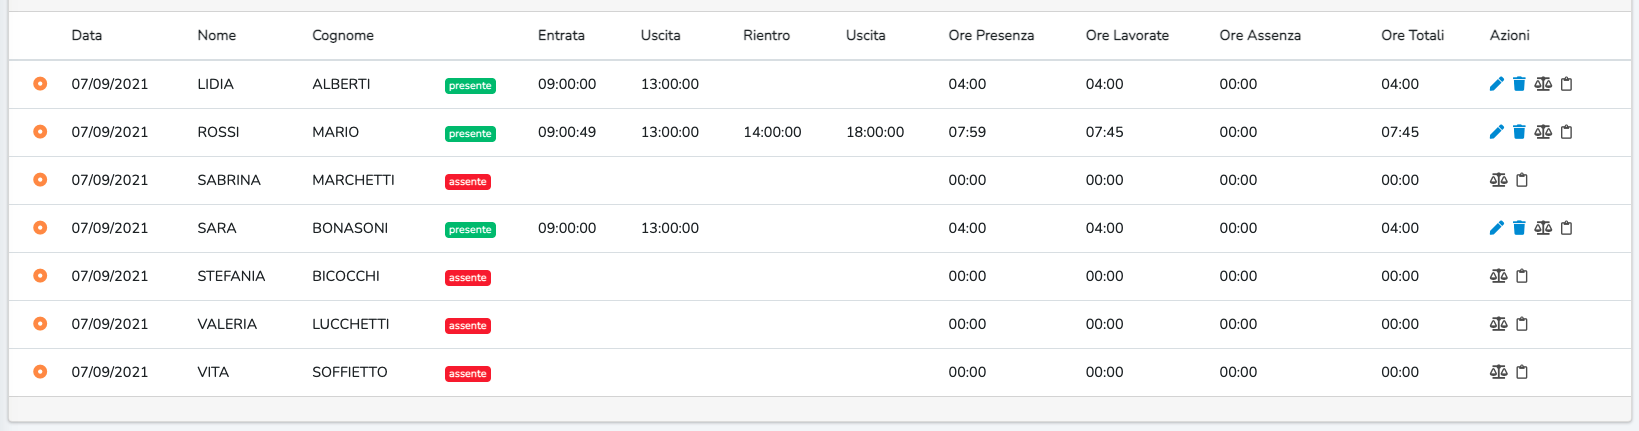 Data Nome Cognome Entrata Uscita Rientro Uscita Ore Presenza Ore Lavorate Ore Assenza Ore Totali Azioni
07/09/2021 LIDIA ALBERTI presente 09:00:00 13:00:00 04:00 04:00 00:00 04:00
07/09/2021 ROSSI MARIO presente 09:00:49 13:00:00 14:00:00 18:00:00 07:59 07:45 00:00 07:45
07/09/2021 SABRINA MARCHETTI assente 00:00 00:00 00:00 00:00
07/09/2021 SARA BONASONI presente 09:00:00 13:00:00 04:00 04:00 00:00 04:00
07/09/2021 STEFANIA BICOCCHI assente 00:00 00:00 00:00 00:00
07/09/2021 VALERIA LUCCHETTI assente 00:00 00:00 00:00 00:00
07/09/2021 VITA SOFFIETTO assente 00:00 00:00 00:00 00:00